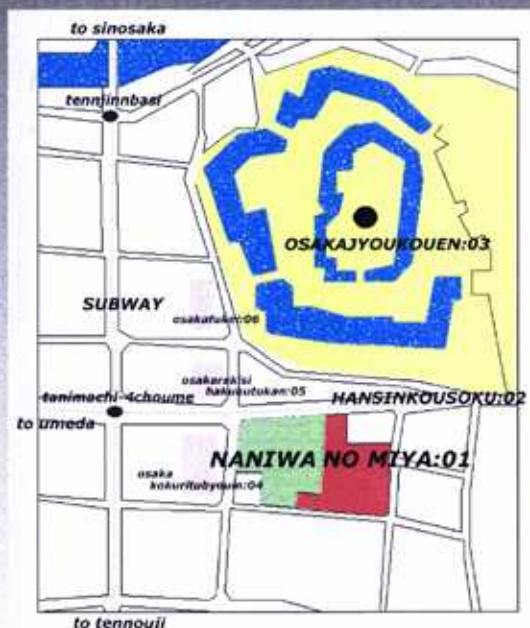 to sinosaka
tennjinnbasi
OSAKAJYOUKOUEN:03
SUBWAY
osakafukei:06
osakarekisi
hakubutukan:05
tanimachi-4choume
HANSINKOUSOKU:02
to umeda
NANIWA NO MIYA:01
osaka
kokuritubyouin:04
to tennouji